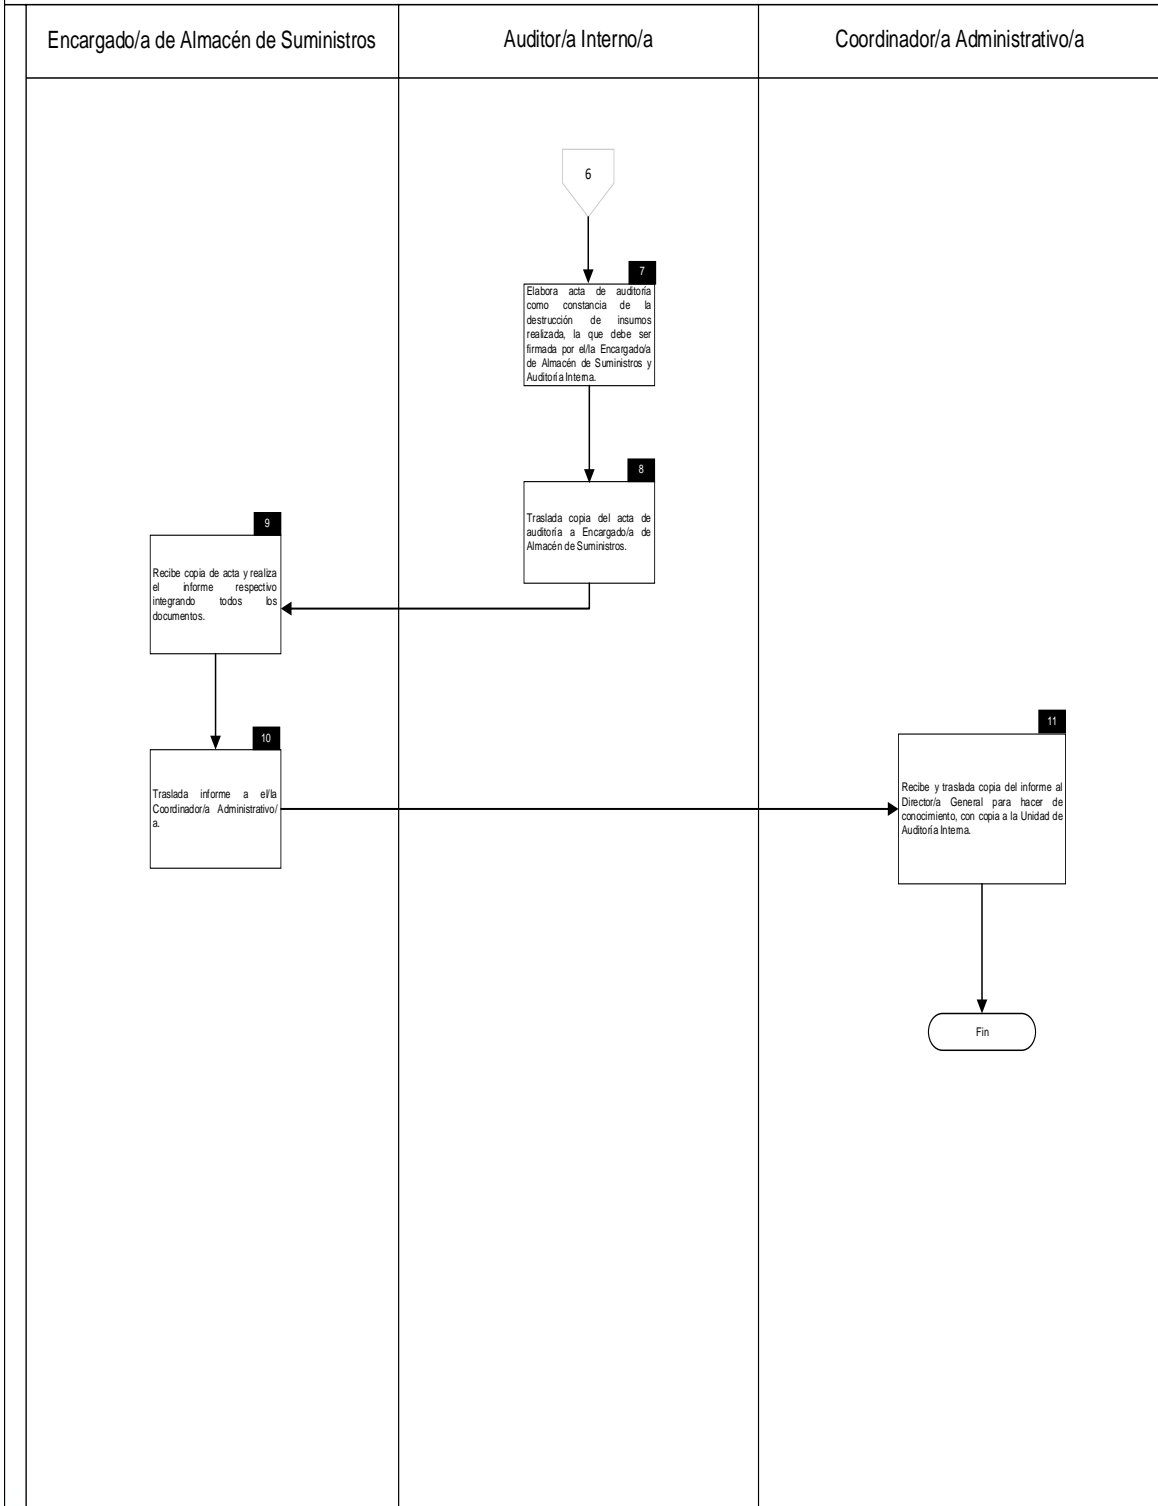 Encargado/a de Almacén de Suministros
Auditor/a Interno/a
Coordinador/a Administrativo/a
6
7
Elabora acta de auditoría
como constancia de la
destrucción de insumos
realizada, la que debe ser
firmada por el/la Encargado/a
de Almacén de Suministros y
Auditoría Interna.
8
Traslada copia del acta de
auditoría a Encargado/a de
Almacén de Suministros.
9
Recibe copia de acta y realiza
el informe respectivo
integrando todos los
documentos.
10
Traslada informe a el/la
Coordinador/a Administrativo/
a.
11
Recibe y traslada copia del informe al
Director/a General para hacer de
conocimiento, con copia a la Unidad de
Auditoría Interna.
Fin